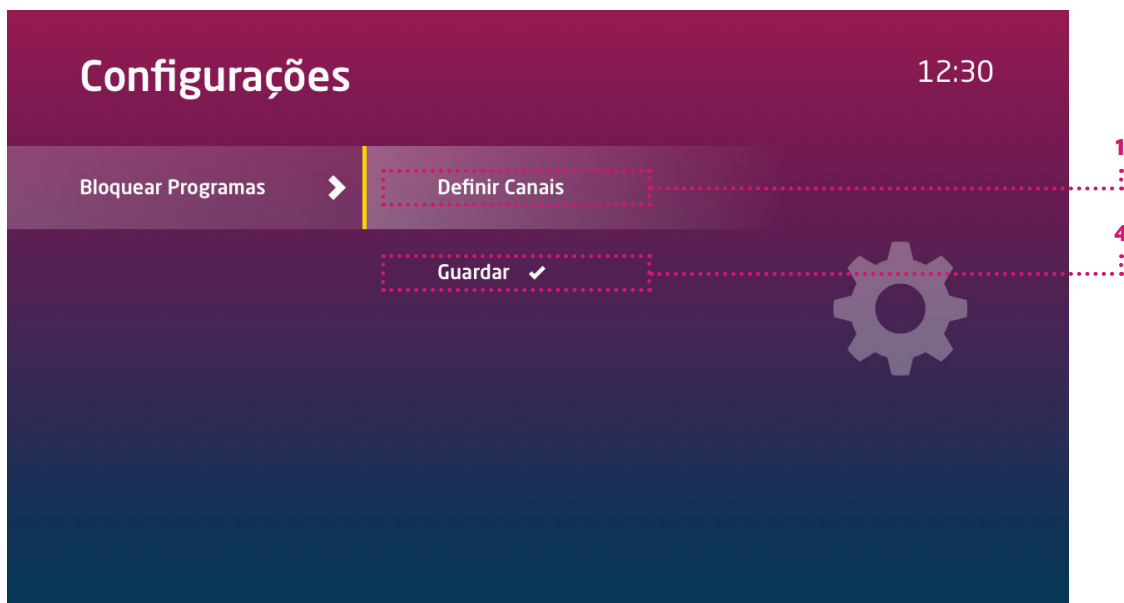 Configurações
12:30
1
Bloquear Programas
Definir Canais
4
Guardar